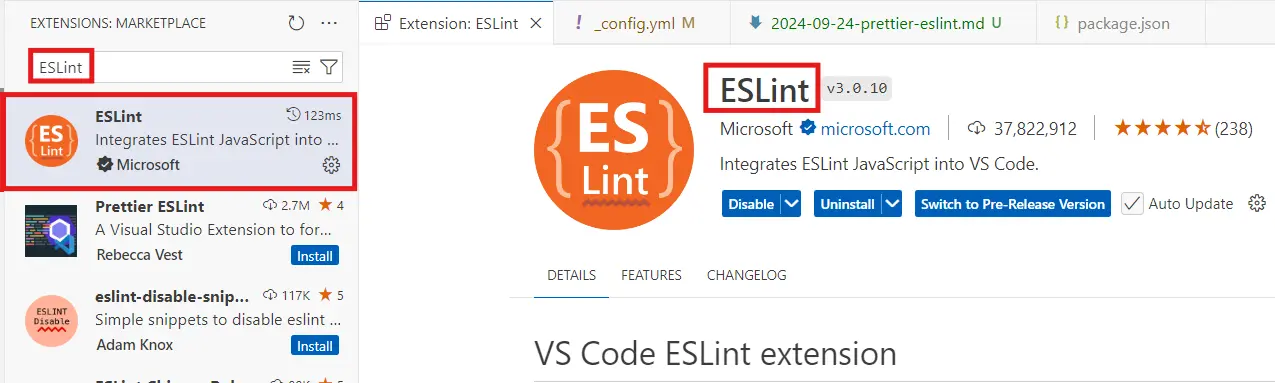 EXTENSIONS: MARKETPLACE
ESLint
ESLint 123ms
Integrates ESLint JavaScript into ...
Microsoft
Prettier ESLint 2.7M 4
A Visual Studio Extension to for...
Rebecca Vest Install
eslint-disable-snip... 117K 5
Simple snippets to disable eslint ...
Adam Knox Install
ES Lint
ESLINT
Disable
Extension: ESLint
! _config.yml M
2024-09-24-prettier-eslint.md U
{} package.json
{ES}
Lint
ESLint v3.0.10
Microsoft microsoft.com 37,822,912 (238)
Integrates ESLint JavaScript into VS Code.
Disable Uninstall Switch to Pre-Release Version Auto Update
DETAILS FEATURES CHANGELOG
VS Code ESLint extension